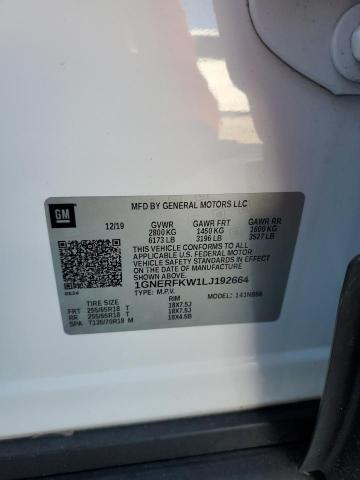 MFD BY GENERAL MOTORS LLC
GM
12/19 GVWR GAWR FRT GAWR RR
2800 KG 1450 KG 1600 KG
6173 LB 3196 LB 3527 LB
THIS VEHICLE CONFORMS TO ALL
APPLICABLE U.S. FEDERAL MOTOR
VEHICLE SAFETY STANDARDS IN
EFFECT ON THE DATE OF
MANUFACTURE SHOWN ABOVE.
1GNERFKW1LJ192664
TYPE: M.P.V. MODEL: 1
TIRE SIZE RIM
FRT 255/65R18 T 18X7.5J
RR 255/65R18 T 18X7.5J
SPA T135/70R18 M 18X4.5B